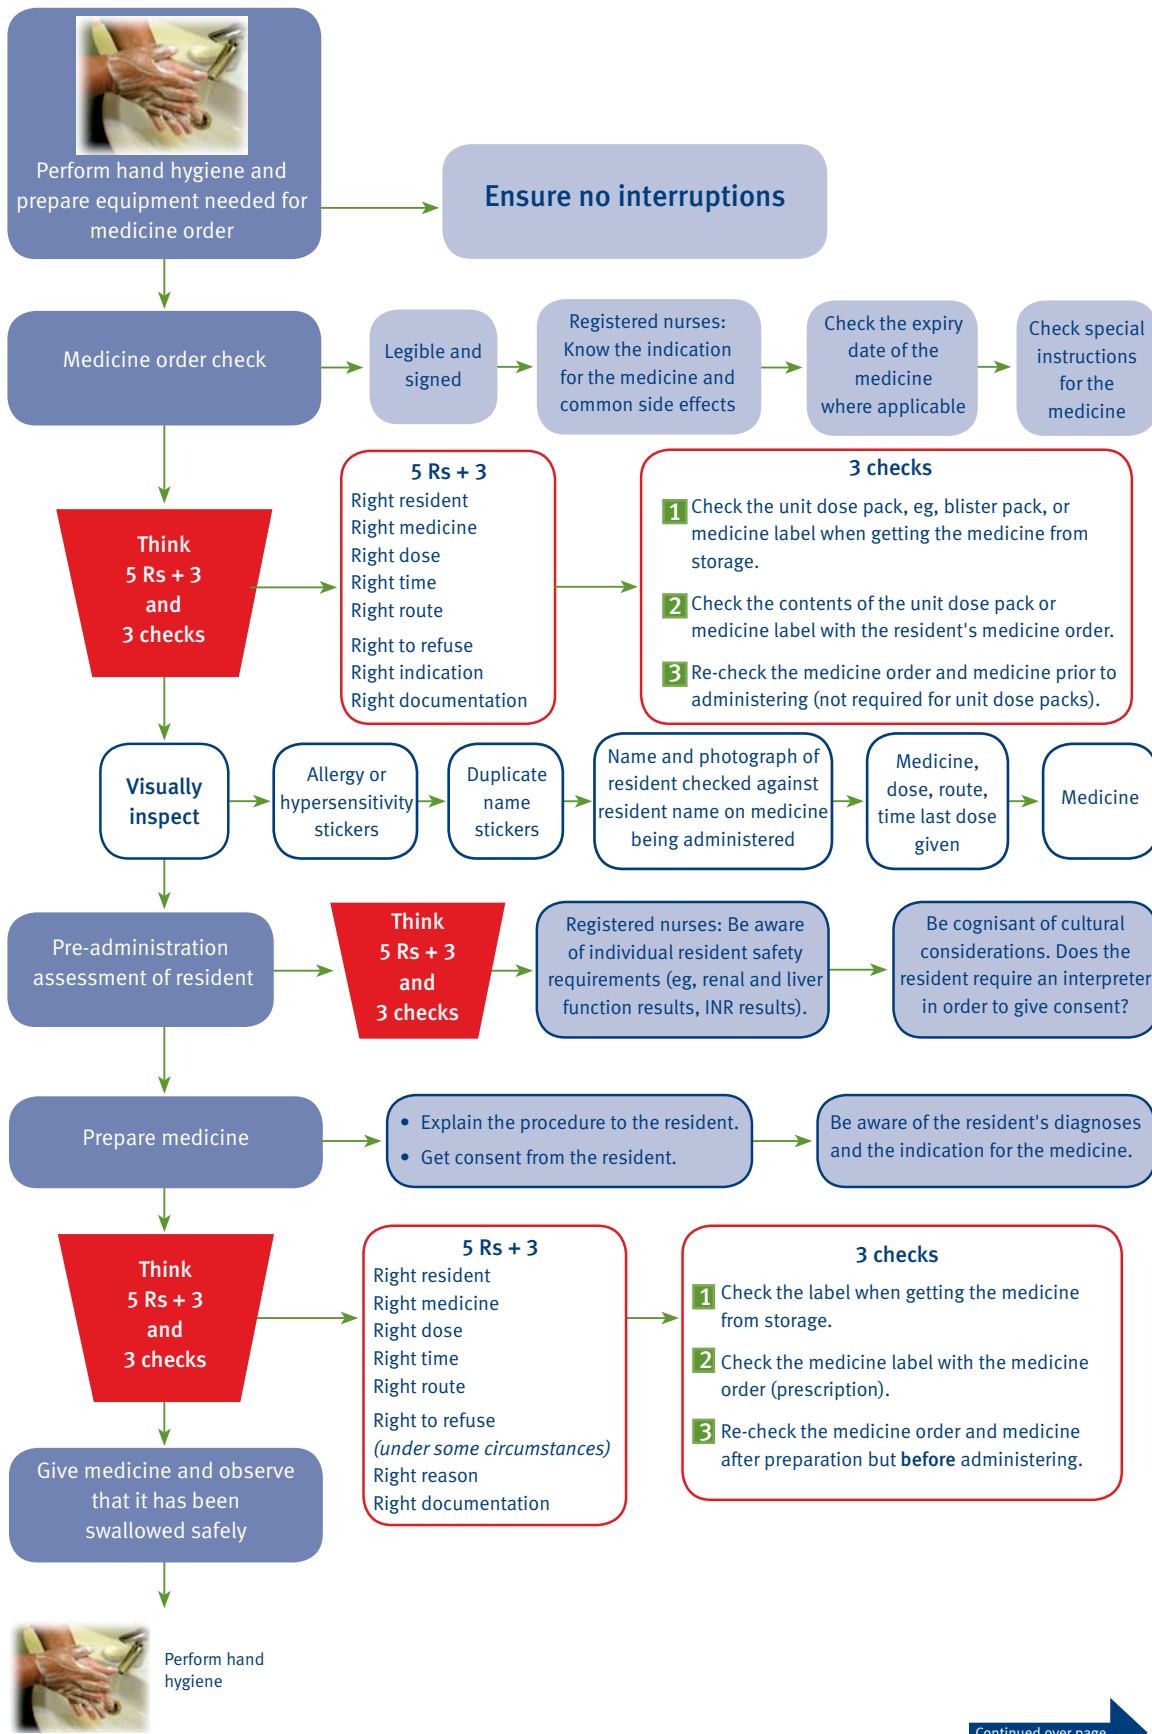 Perform hand hygiene and
prepare equipment needed for
medicine order
Ensure no interruptions
Medicine order check
Legible and
signed
Registered nurses:
Know the indication
for the medicine and
common side effects
Check the expiry
date of the
medicine
where applicable
Check special
instructions
for the
medicine
Think
5 Rs + 3
and
3 checks
5 Rs + 3
Right resident
Right medicine
Right dose
Right time
Right route
Right to refuse
Right indication
Right documentation
3 checks
1 Check the unit dose pack, eg, blister pack, or
medicine label when getting the medicine from
storage.
2 Check the contents of the unit dose pack or
medicine label with the resident's medicine order.
3 Re-check the medicine order and medicine prior to
administering (not required for unit dose packs).
Visually
inspect
Allergy or
hypersensitivity
stickers
Duplicate
name
stickers
Name and photograph of
resident checked against
resident name on medicine
being administered
Medicine,
dose, route,
time last dose
given
Medicine
Pre-administration
assessment of resident
Think
5 Rs + 3
and
3 checks
Registered nurses: Be aware
of individual resident safety
requirements (eg, renal and liver
function results, INR results).
Be cognisant of cultural
considerations. Does the
resident require an interpreter
in order to give consent?
Prepare medicine
• Explain the procedure to the resident.
• Get consent from the resident.
Be aware of the resident's diagnoses
and the indication for the medicine.
Think
5 Rs + 3
and
3 checks
5 Rs + 3
Right resident
Right medicine
Right dose
Right time
Right route
Right to refuse
(under some circumstances)
Right reason
Right documentation
3 checks
1 Check the label when getting the medicine
from storage.
2 Check the medicine label with the medicine
order (prescription).
3 Re-check the medicine order and medicine
after preparation but before administering.
Give medicine and observe
that it has been
swallowed safely
Perform hand
hygiene
Continued over page